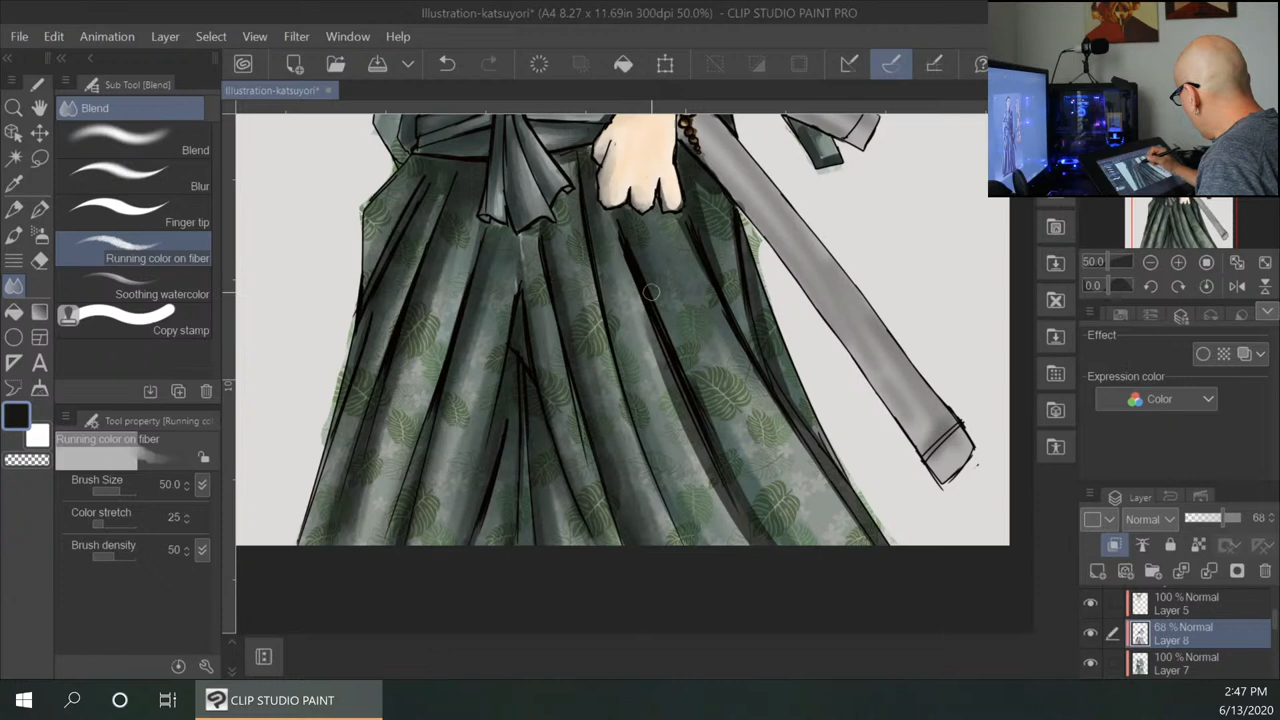 Illustration-katsuyori* (A4 8.27 x 11.69in 300dpi 50.0%) - CLIP STUDIO PAINT PRO
File Edit Animation Layer Select View Filter Window Help
Sub Tool [Blend]
Illustration-katsuyori*
Blend
Blend
Blur
Finger tip
Running color on fiber
Soothing watercolor
Copy stamp
Tool property [Running co
Running color on fiber
Brush Size 50.0
Color stretch 25
Brush density 50
50.0
0.0
Effect
Expression color
Color
Layer
Normal 68
100 % Normal
Layer 5
68 % Normal
Layer 8
100 % Normal
Layer 7
CLIP STUDIO PAINT
2:47 PM
6/13/2020